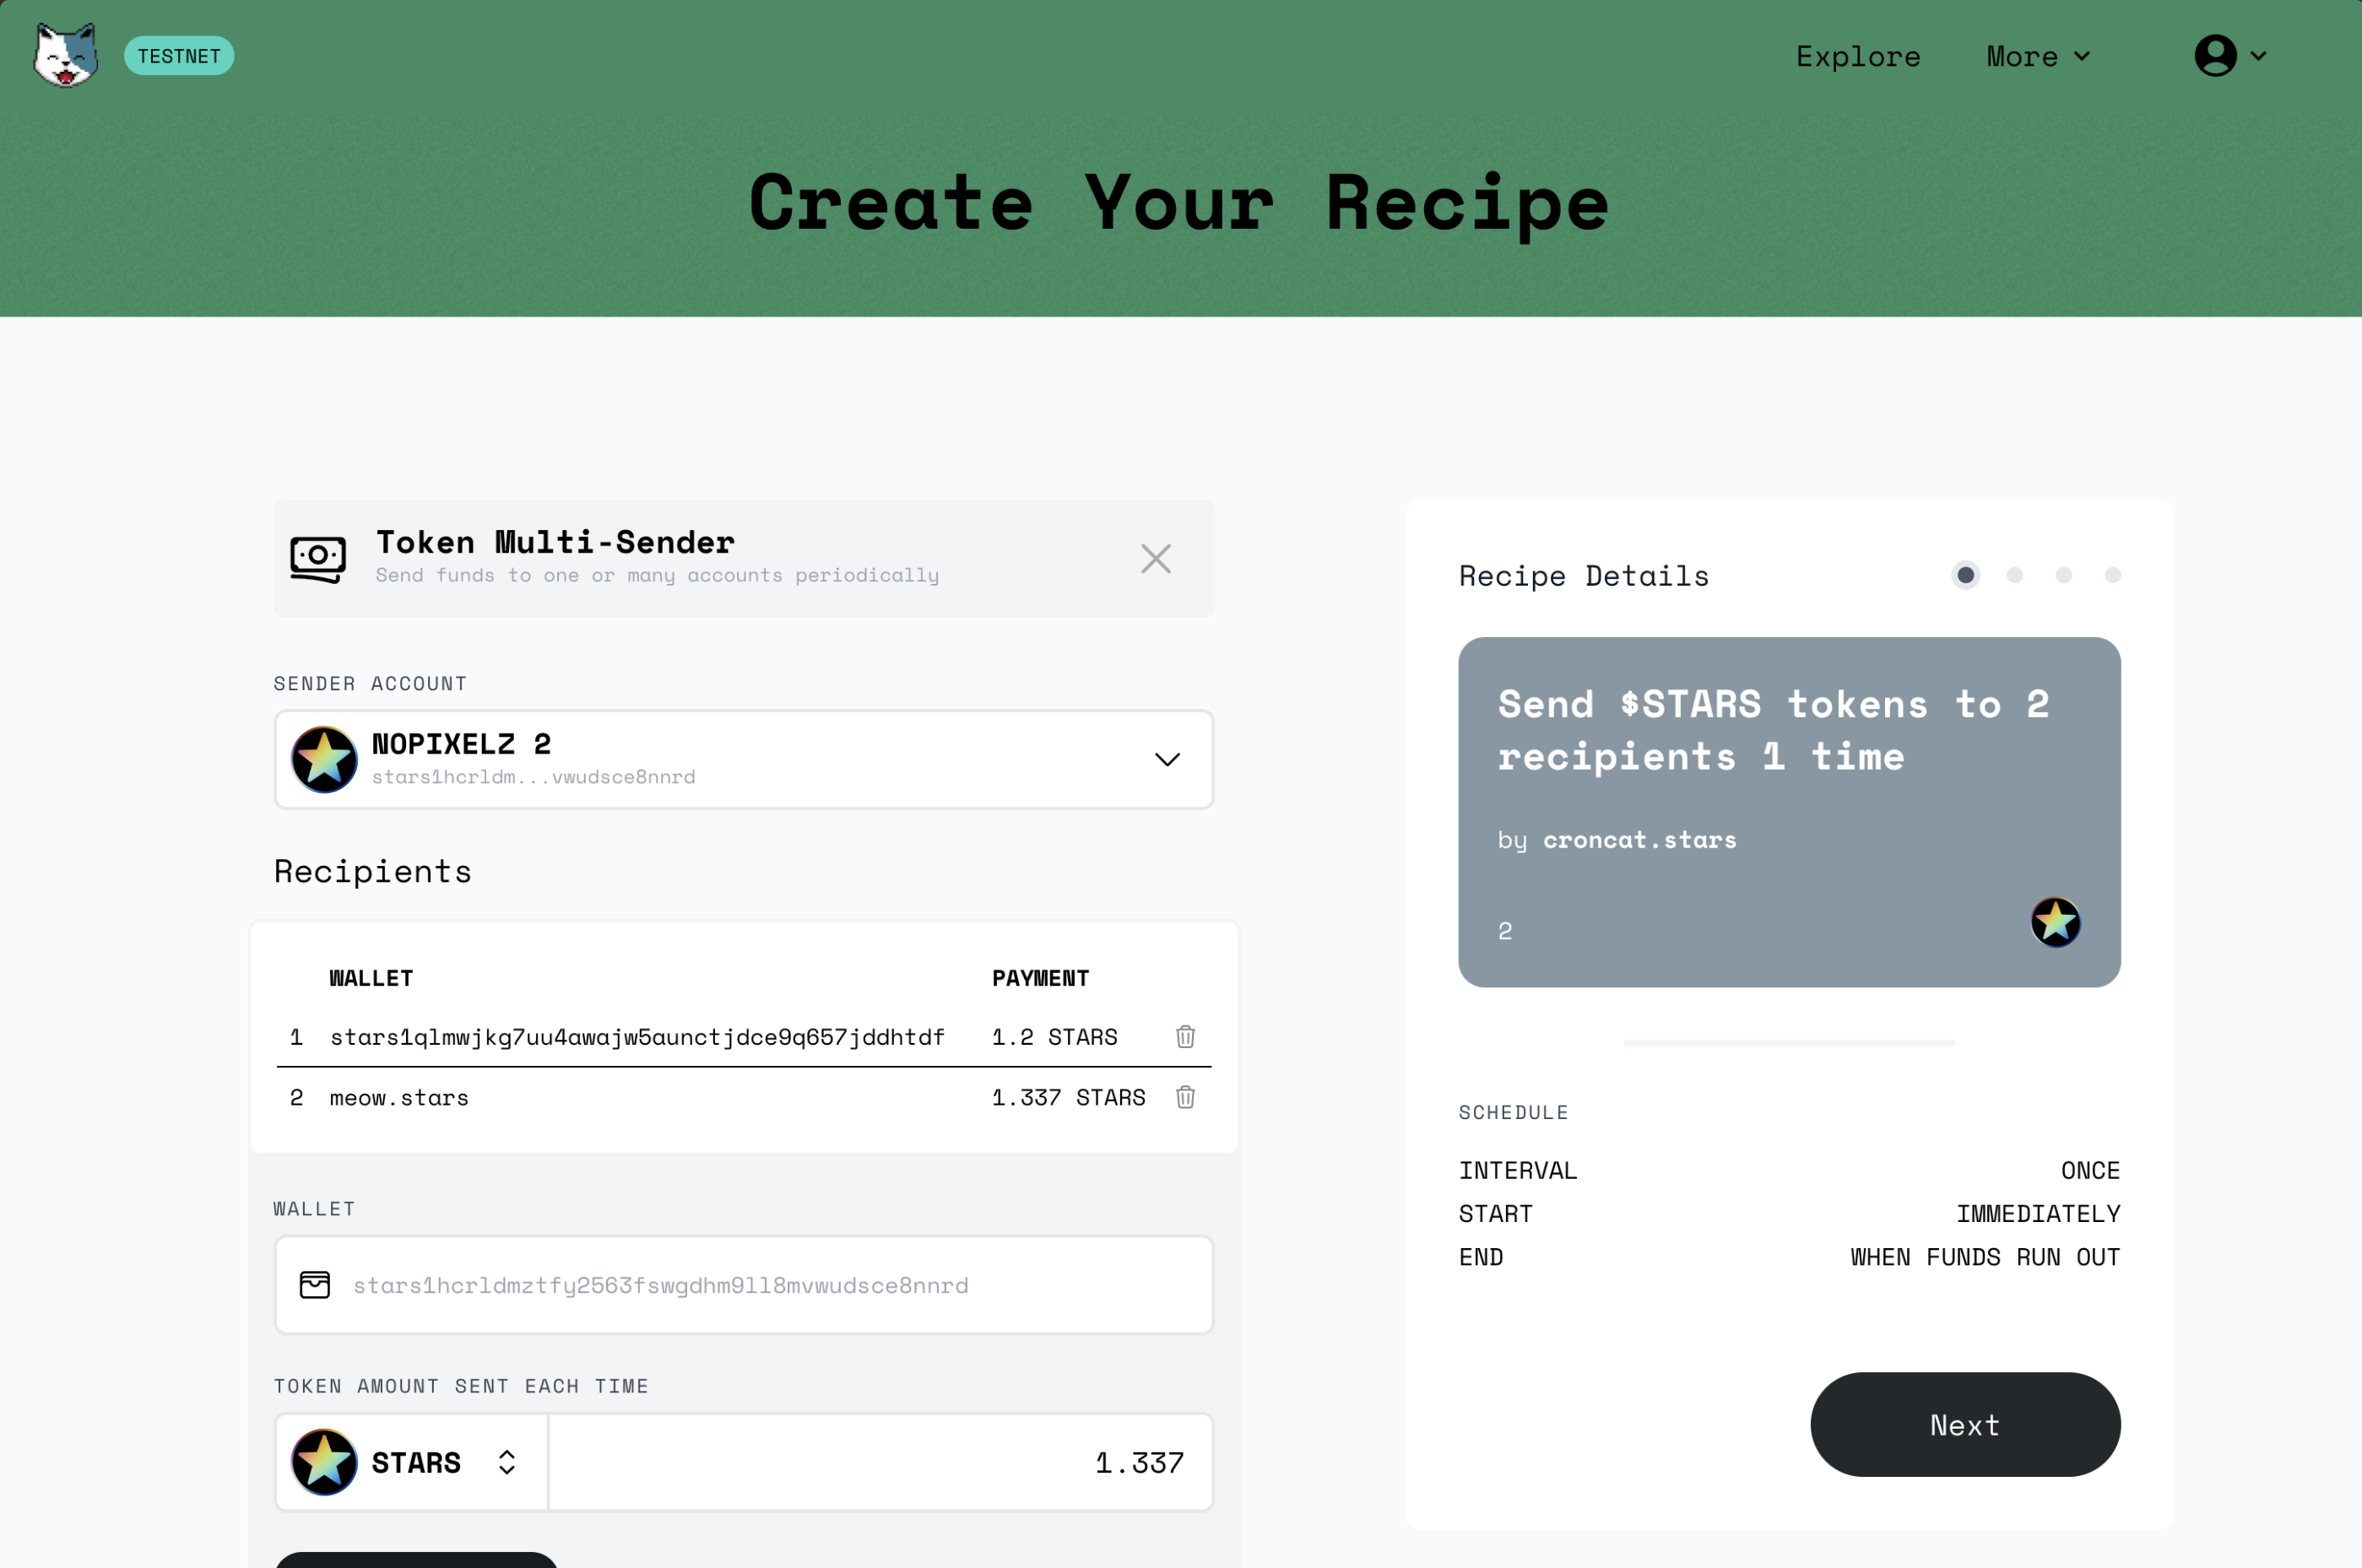 TESTNET
Explore
More
Create Your Recipe
Token Multi-Sender
Send funds to one or many accounts periodically
SENDER ACCOUNT
NOPIXELZ 2
stars1hcrldm...vwudsce8nnrd
Recipients
WALLET PAYMENT
1 stars1qlmwjkg7uu4awajw5aunctjdce9q657jddhtdf 1.2 STARS
2 meow.stars 1.337 STARS
WALLET
stars1hcrldmztfy2563fswgdhm9ll8mvwudsce8nnrd
TOKEN AMOUNT SENT EACH TIME
STARS 1.337
Recipe Details
Send $STARS tokens to 2
recipients 1 time
by croncat.stars
2
SCHEDULE
INTERVAL ONCE
START IMMEDIATELY
END WHEN FUNDS RUN OUT
Next